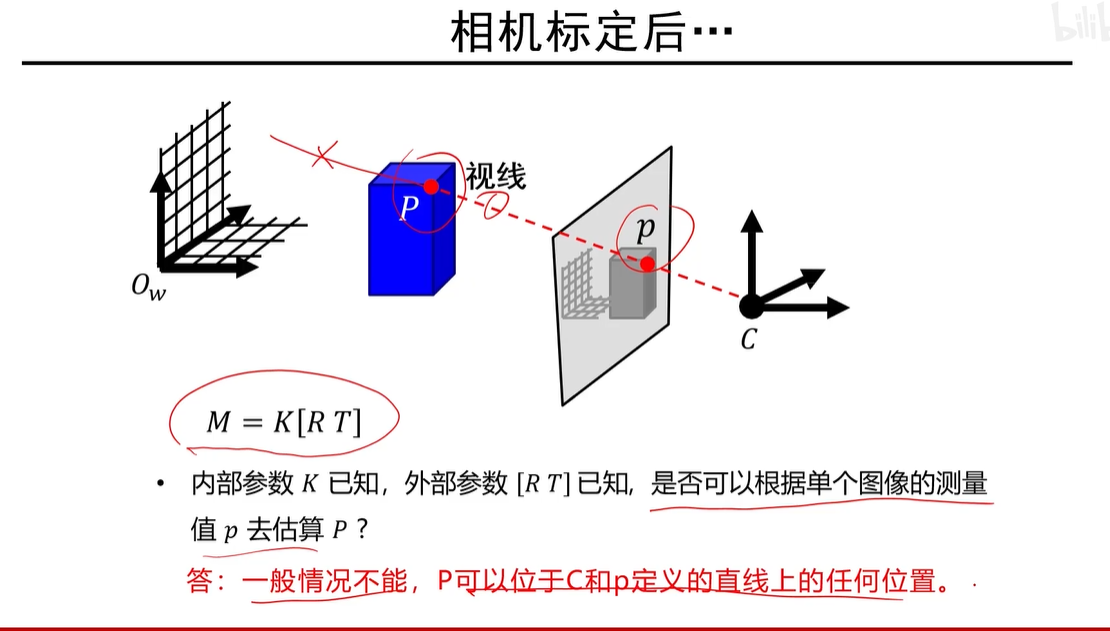 相机标定后…
bilib
视线
P
p
O_w
C
M = K[R T]
• 内部参数 K 已知，外部参数 [R T]已知，是否可以根据单个图像的测量
值 p 去估算 P？
答：一般情况不能，P可以位于C和p定义的直线上的任何位置。